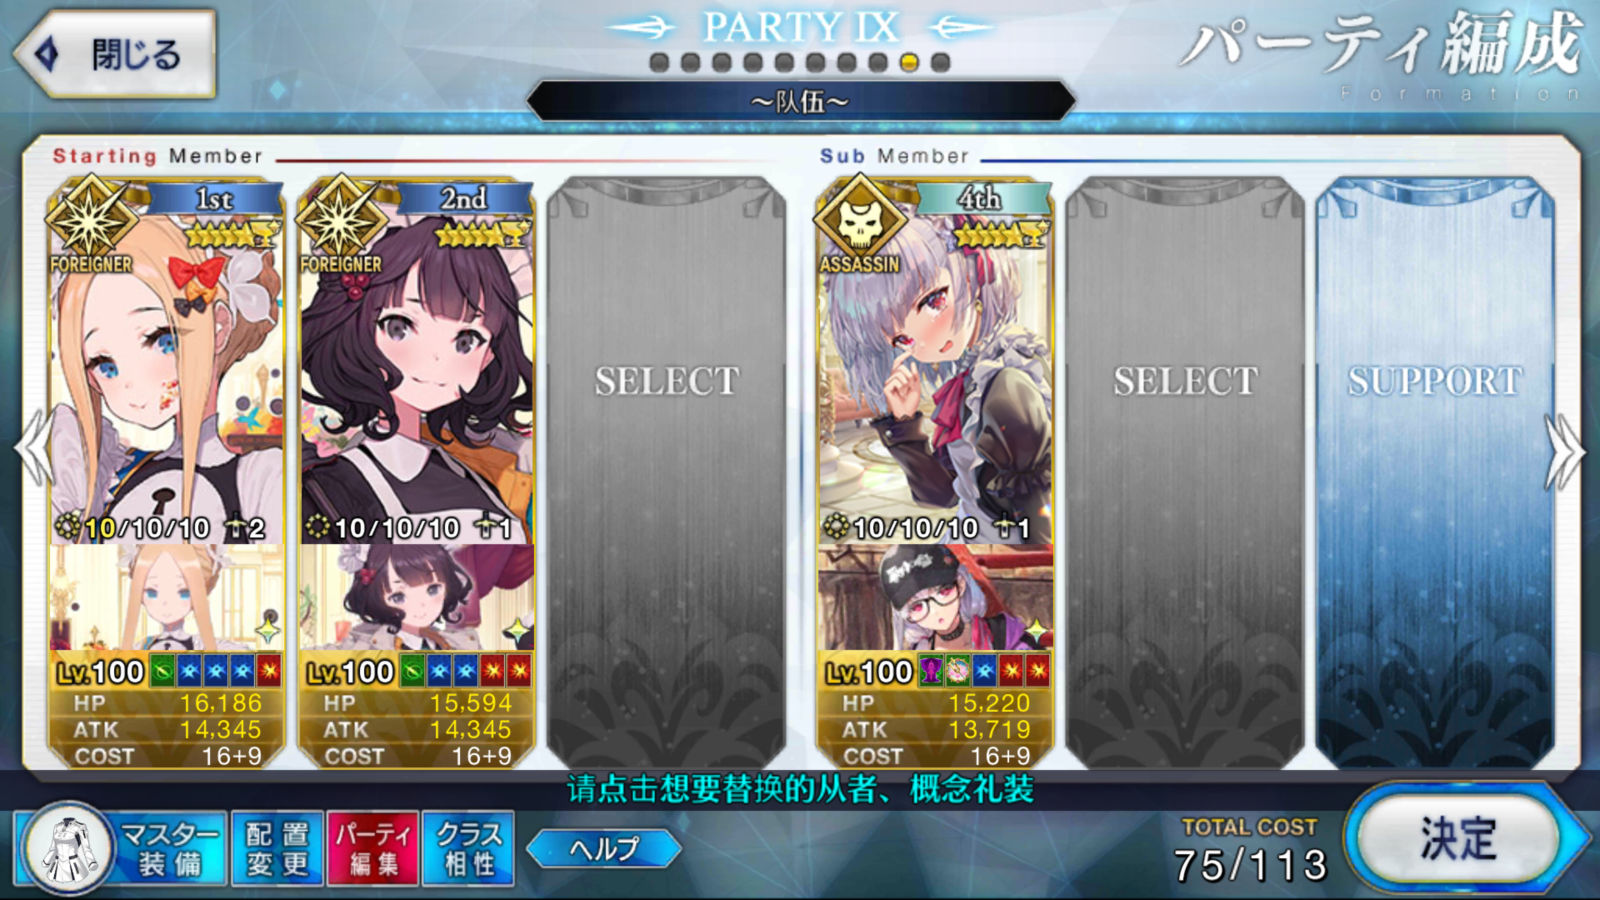 閉じる
PARTY IX
～队伍～
パーティ編成
Formation
Starting Member
Sub Member
1st
FOREIGNER
10/10/10 2
Lv.100
HP 16,186
ATK 14,345
COST 16+9
2nd
FOREIGNER
10/10/10 1
Lv.100
HP 15,594
ATK 14,345
COST 16+9
SELECT
4th
ASSASSIN
10/10/10 1
Lv.100
HP 15,220
ATK 13,719
COST 16+9
SELECT
SUPPORT
请点击想要替换的从者、概念礼装
マスター
装備
配置
変更
パーティ
編集
クラス
相性
ヘルプ
TOTAL COST
75/113
決定